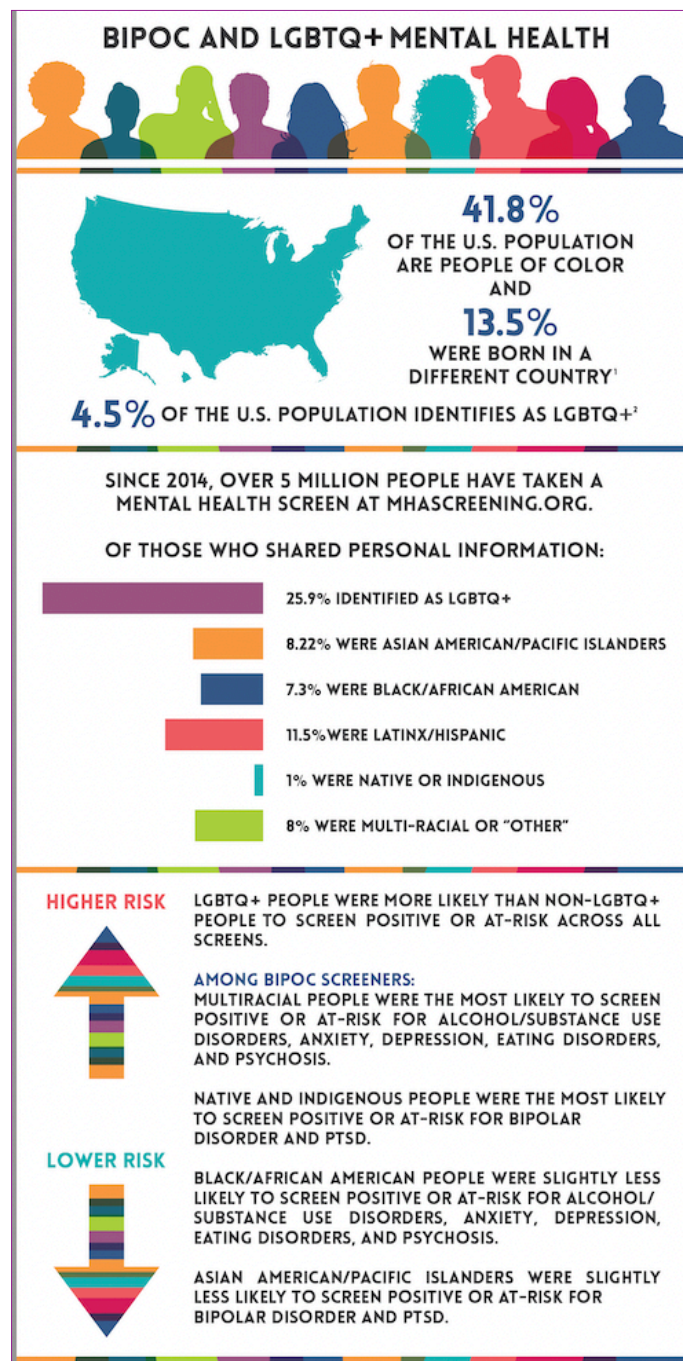 BIPOC AND LGBTQ+ MENTAL HEALTH
41.8%
OF THE U.S. POPULATION
ARE PEOPLE OF COLOR
AND
13.5%
WERE BORN IN A
DIFFERENT COUNTRY¹
4.5% OF THE U.S. POPULATION IDENTIFIES AS LGBTQ+²
SINCE 2014, OVER 5 MILLION PEOPLE HAVE TAKEN A
MENTAL HEALTH SCREEN AT MHASCREENING.ORG.
OF THOSE WHO SHARED PERSONAL INFORMATION:
25.9% IDENTIFIED AS LGBTQ+
8.22% WERE ASIAN AMERICAN/PACIFIC ISLANDERS
7.3% WERE BLACK/AFRICAN AMERICAN
11.5%WERE LATINX/HISPANIC
1% WERE NATIVE OR INDIGENOUS
8% WERE MULTI-RACIAL OR “OTHER”
HIGHER RISK
LGBTQ+ PEOPLE WERE MORE LIKELY THAN NON-LGBTQ+
PEOPLE TO SCREEN POSITIVE OR AT-RISK ACROSS ALL
SCREENS.
AMONG BIPOC SCREENERS:
MULTIRACIAL PEOPLE WERE THE MOST LIKELY TO SCREEN
POSITIVE OR AT-RISK FOR ALCOHOL/SUBSTANCE USE
DISORDERS, ANXIETY, DEPRESSION, EATING DISORDERS,
AND PSYCHOSIS.
NATIVE AND INDIGENOUS PEOPLE WERE THE MOST LIKELY
TO SCREEN POSITIVE OR AT-RISK FOR BIPOLAR
DISORDER AND PTSD.
LOWER RISK
BLACK/AFRICAN AMERICAN PEOPLE WERE SLIGHTLY LESS
LIKELY TO SCREEN POSITIVE OR AT-RISK FOR ALCOHOL/
SUBSTANCE USE DISORDERS, ANXIETY, DEPRESSION,
EATING DISORDERS, AND PSYCHOSIS.
ASIAN AMERICAN/PACIFIC ISLANDERS WERE SLIGHTLY
LESS LIKELY TO SCREEN POSITIVE OR AT-RISK FOR
BIPOLAR DISORDER AND PTSD.